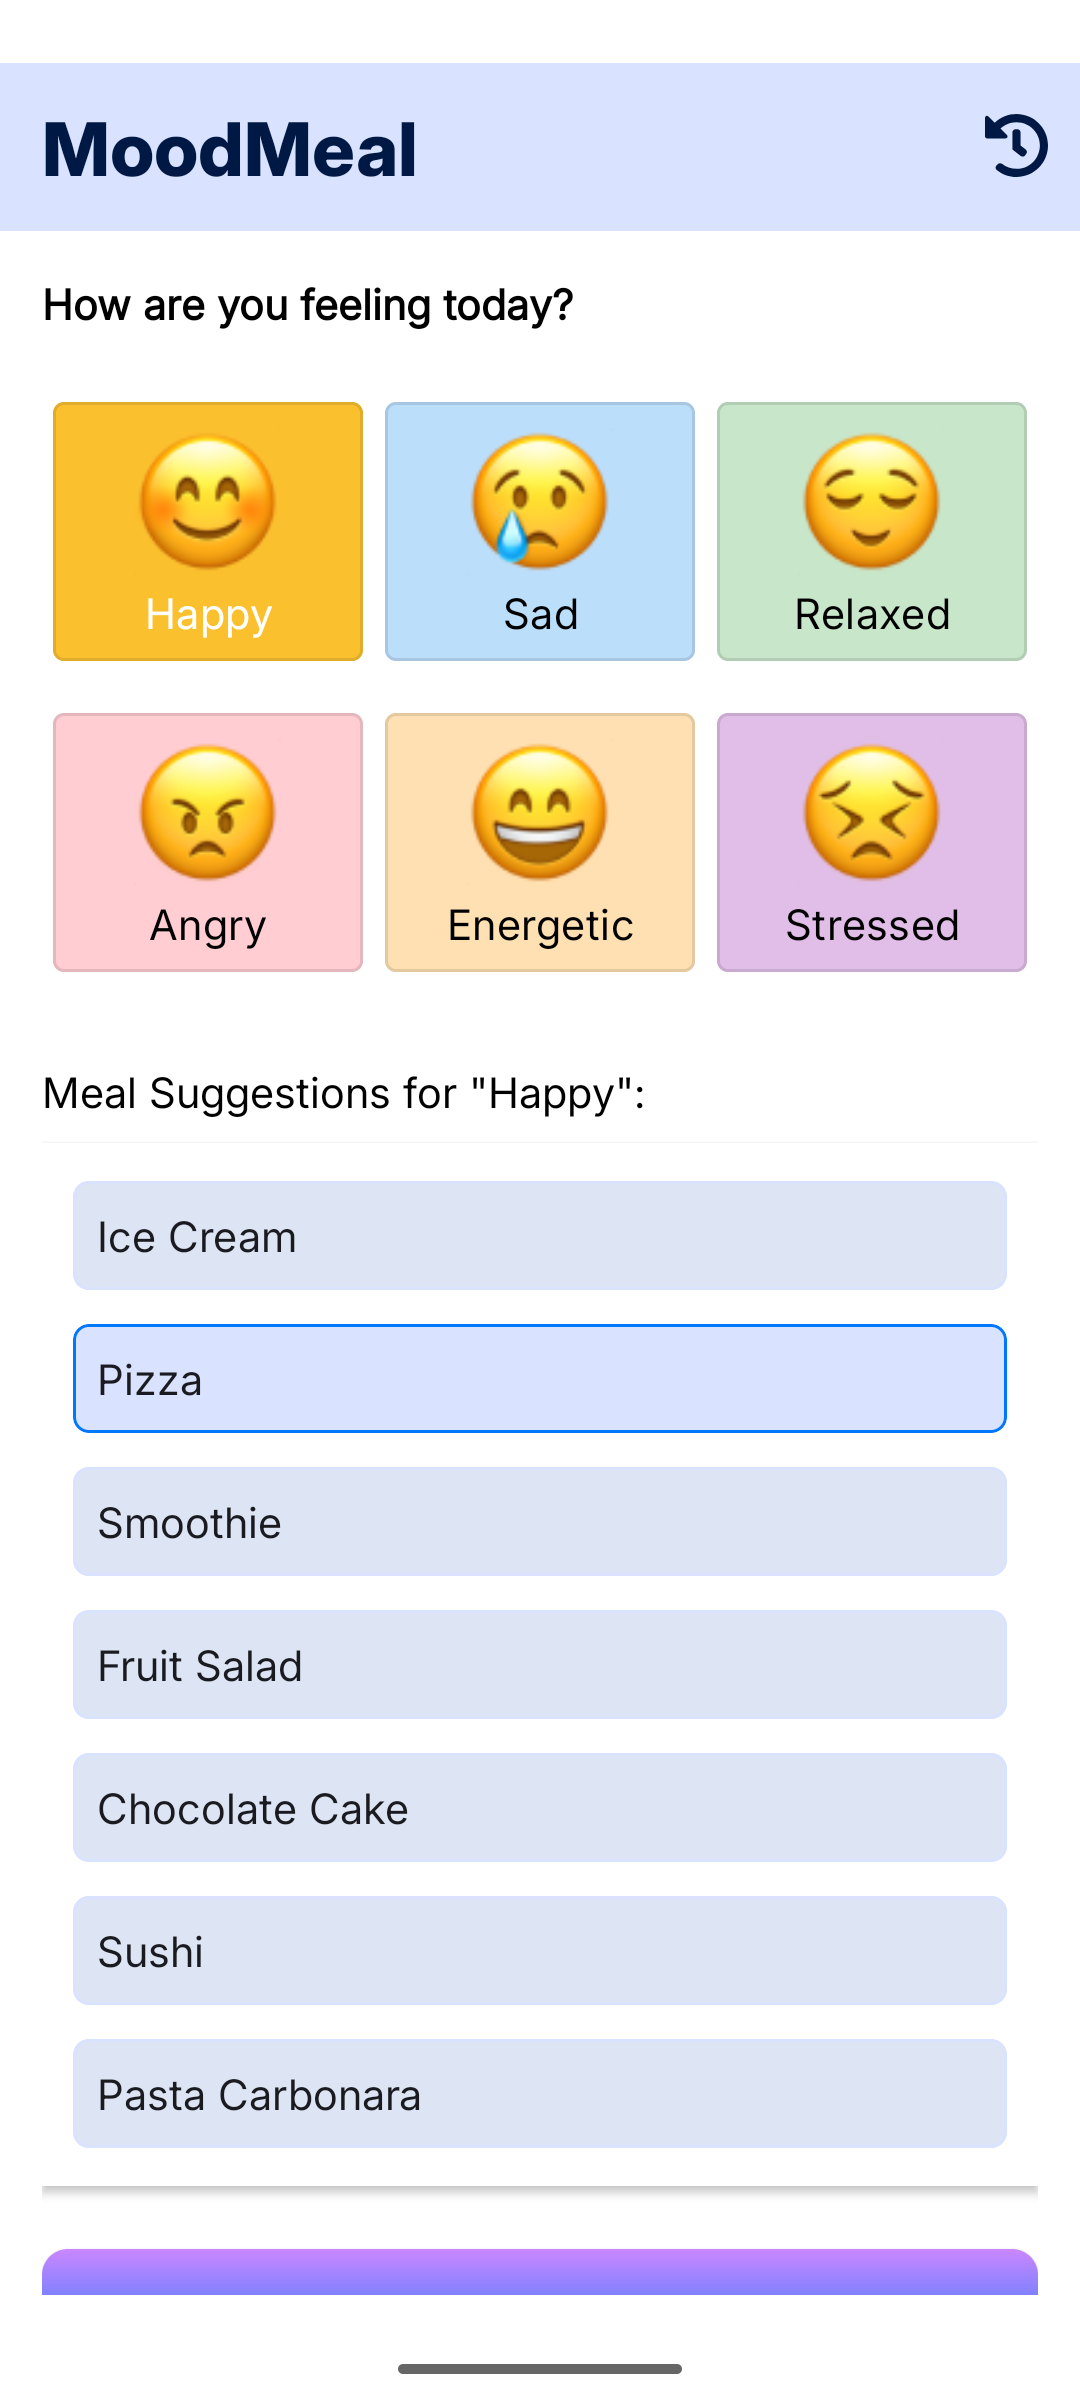 MoodMeal
How are you feeling today?
Happy
Sad
Relaxed
Angry
Energetic
Stressed
Meal Suggestions for "Happy":
Ice Cream
Pizza
Smoothie
Fruit Salad
Chocolate Cake
Sushi
Pasta Carbonara